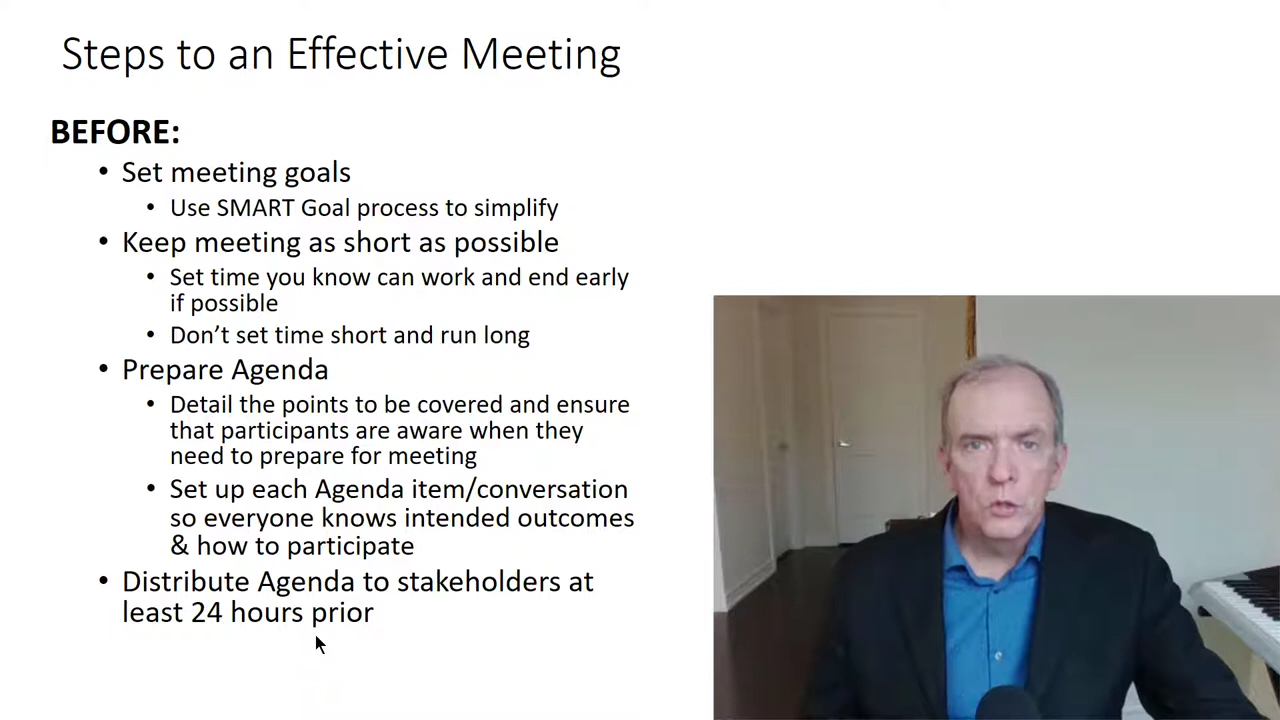 Steps to an Effective Meeting
BEFORE:
• Set meeting goals
• Use SMART Goal process to simplify
• Keep meeting as short as possible
• Set time you know can work and end early
if possible
• Don’t set time short and run long
• Prepare Agenda
• Detail the points to be covered and ensure
that participants are aware when they
need to prepare for meeting
• Set up each Agenda item/conversation
so everyone knows intended outcomes
& how to participate
• Distribute Agenda to stakeholders at
least 24 hours prior